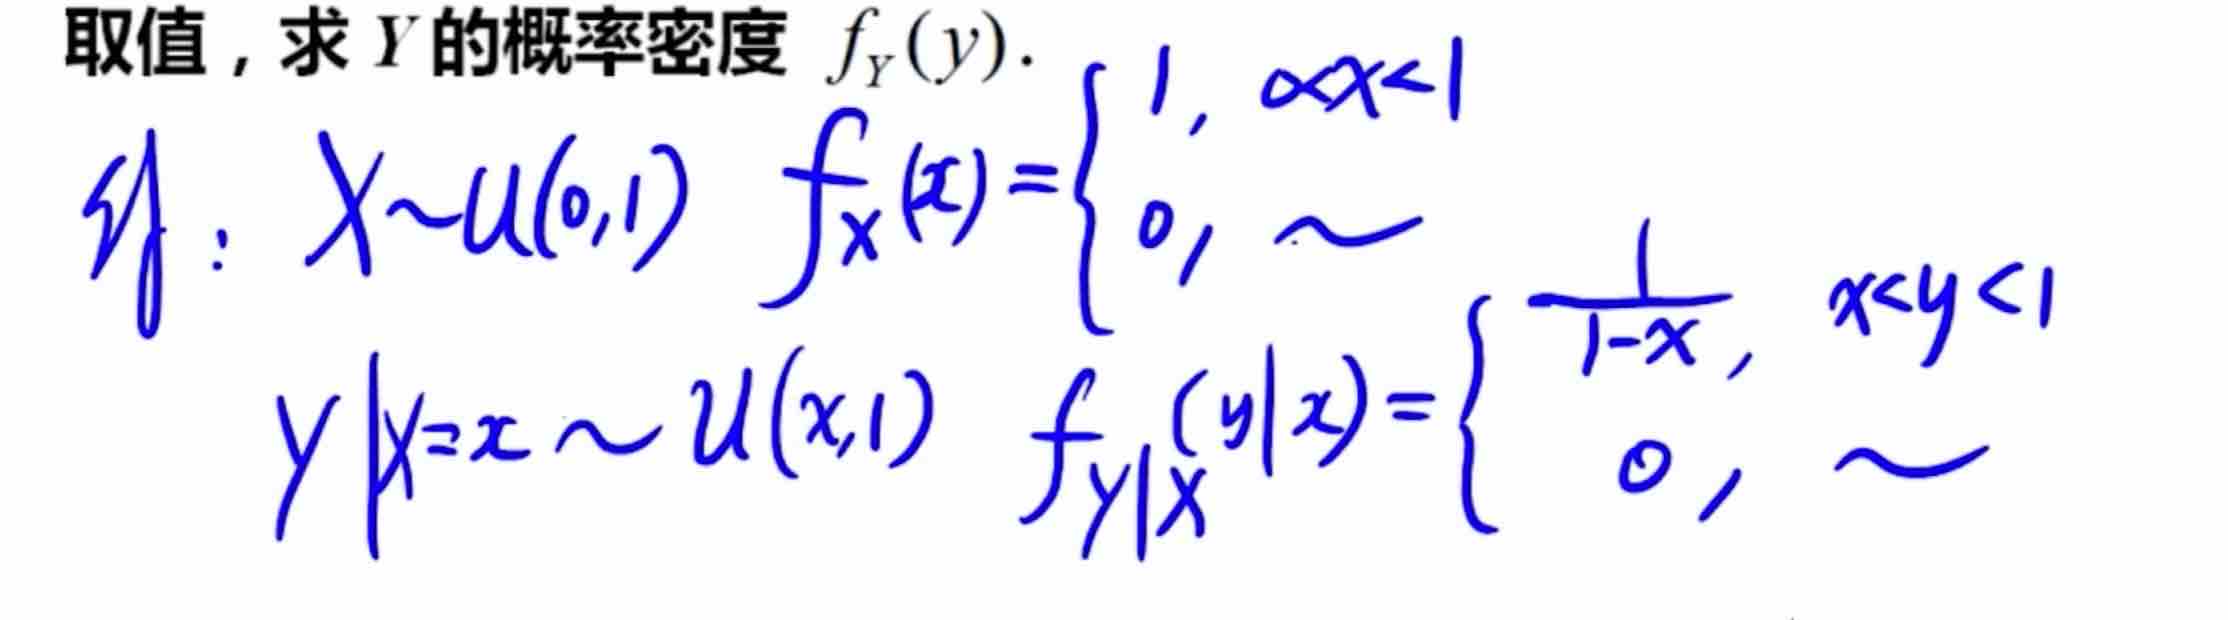 取值，求 Y 的概率密度 f_Y(y).
解： X~U(0,1) f_X(x)={1, 0<x<1
0, ~
Y|X=x ~ U(x,1) f_{Y|X}(y|x)={1/(1-x), x<y<1
0, ~